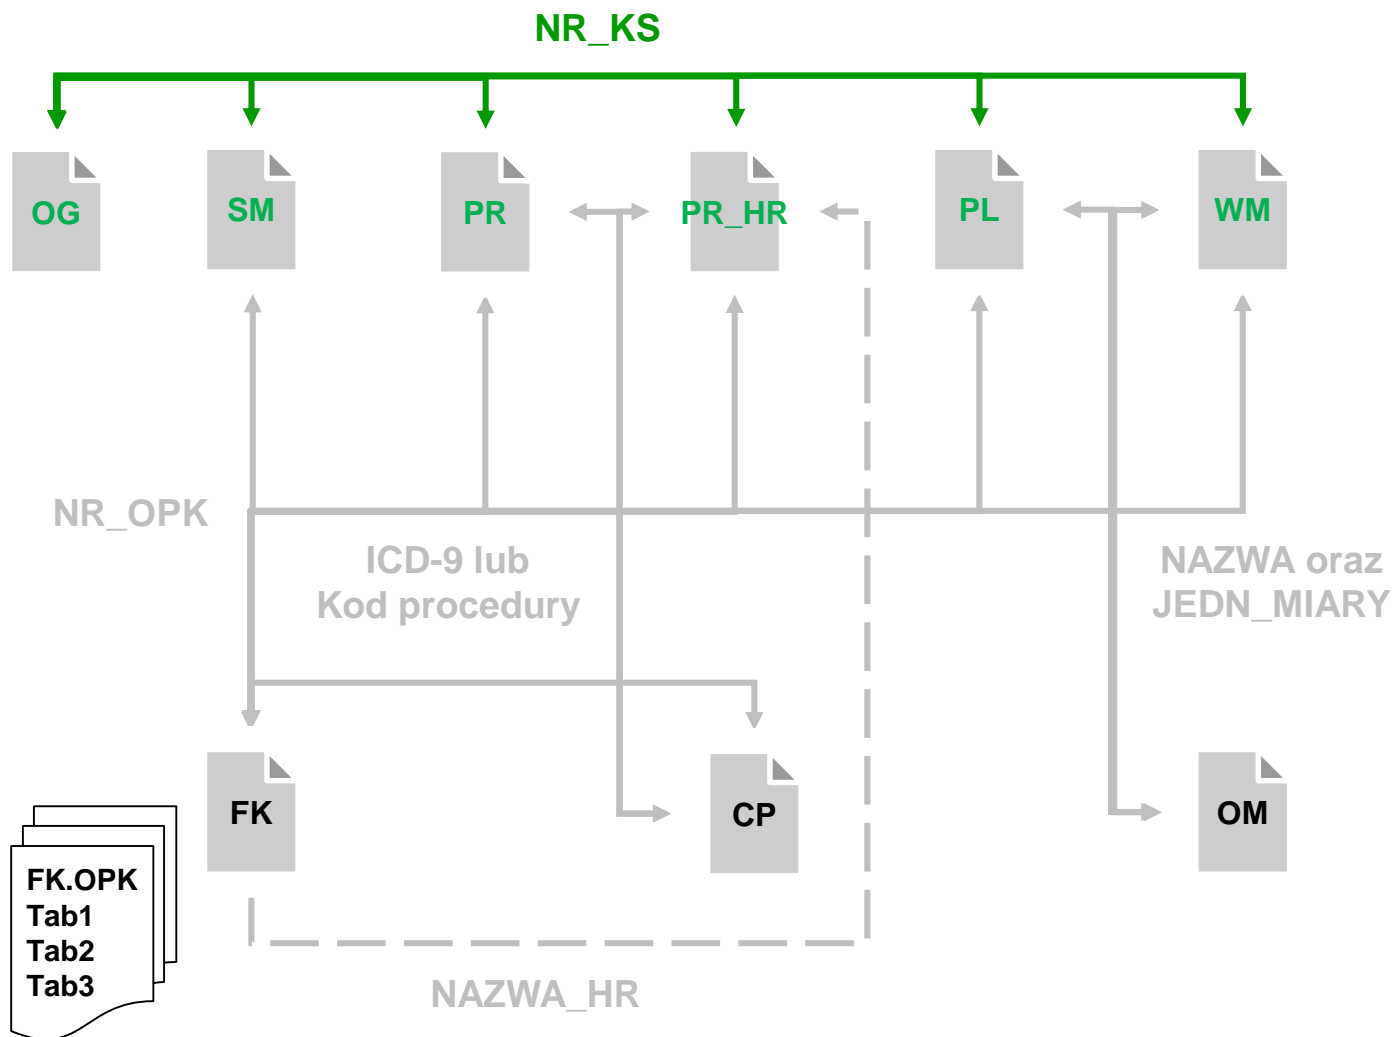 NR_KS
OG
SM
PR
PR_HR
PL
WM
NR_OPK
ICD-9 lub
Kod procedury
NAZWA oraz
JEDN_MIARY
FK
CP
OM
FK.OPK
Tab1
Tab2
Tab3
NAZWA_HR